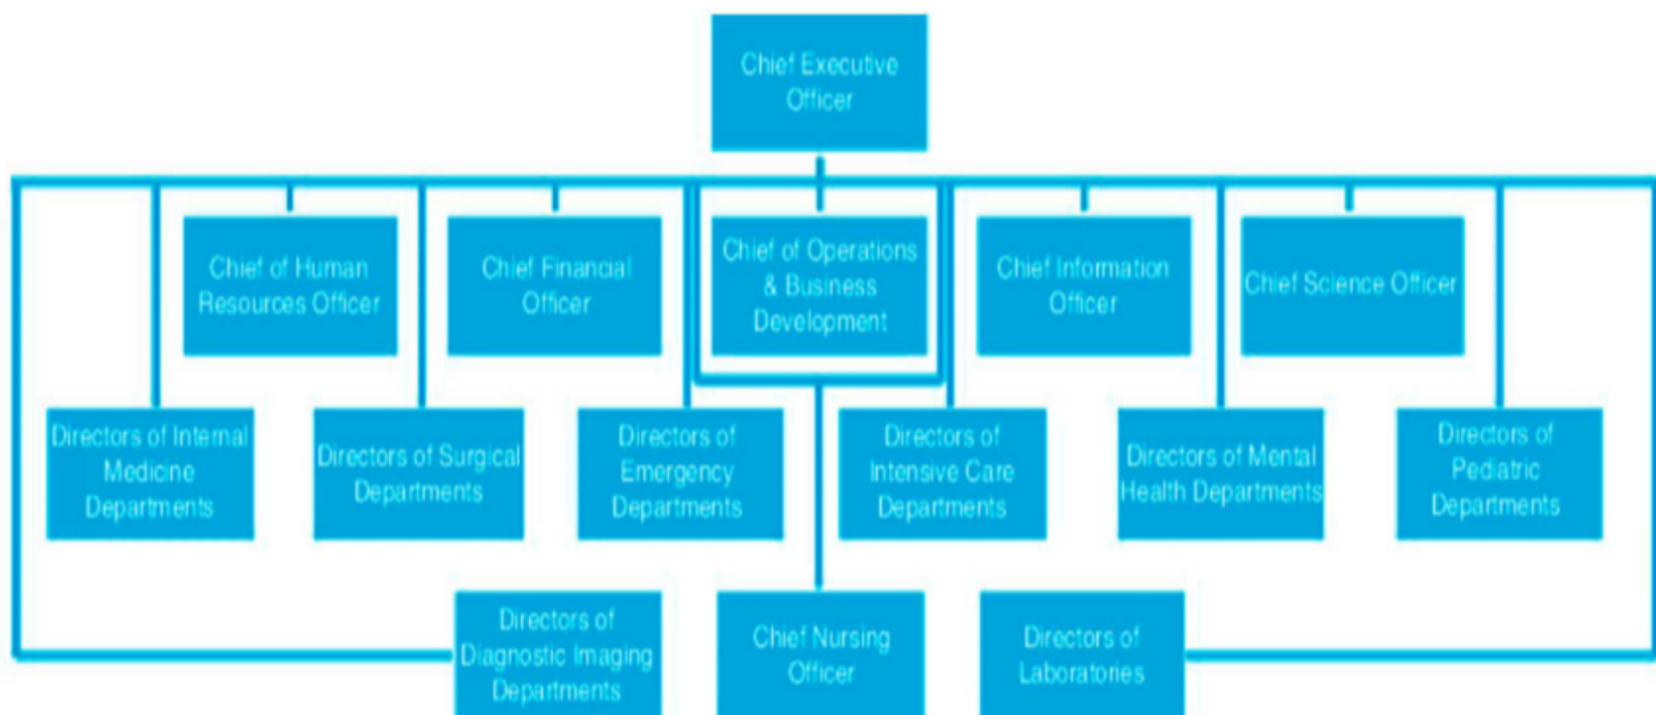 Chief Executive
Officer
Chief of Human
Resources Officer
Chief Financial
Officer
Chief of Operations
& Business
Development
Chief Information
Officer
Chief Science Officer
Directors of Internal
Medicine
Departments
Directors of Surgical
Departments
Directors of
Emergency
Departments
Directors of
Intensive Care
Departments
Directors of Mental
Health Departments
Directors of
Pediatric
Departments
Directors of
Diagnostic Imaging
Departments
Chief Nursing
Officer
Directors of
Laboratories